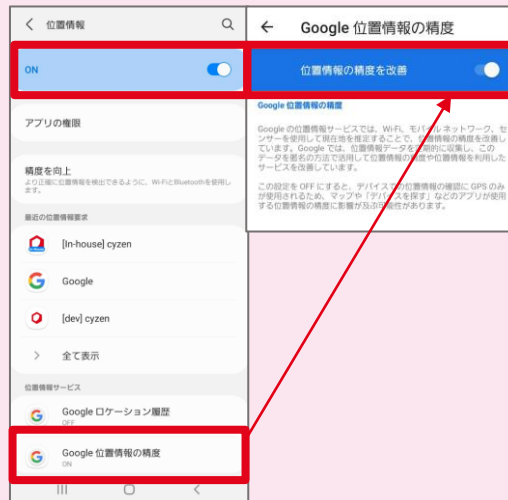 位置情報
ON
アプリの権限
精度を向上
より正確に位置情報を検出できるように、Wi-FiとBluetoothを使用し
ます。
最近の位置情報要求
[In-house] cyzen
Google
[dev] cyzen
全て表示
位置情報サービス
Google ロケーション履歴
OFF
Google 位置情報の精度
ON
Google 位置情報の精度
位置情報の精度を改善
Google 位置情報の精度
Google の位置情報サービスでは、Wi-Fi、モバイル ネットワーク、セ
ンサーを使用して現在地を推定することで、位置情報の精度を改善し
ています。Google では、位置情報データを定期的に収集し、この
データを匿名の方法で活用して位置情報の精度や位置情報を利用した
サービスを改善しています。
この設定を OFF にすると、デバイスでの位置情報の確認に GPS のみ
が使用されるため、マップや「デバイスを探す」などのアプリが使用
する位置情報の精度に影響が及ぶ可能性があります。